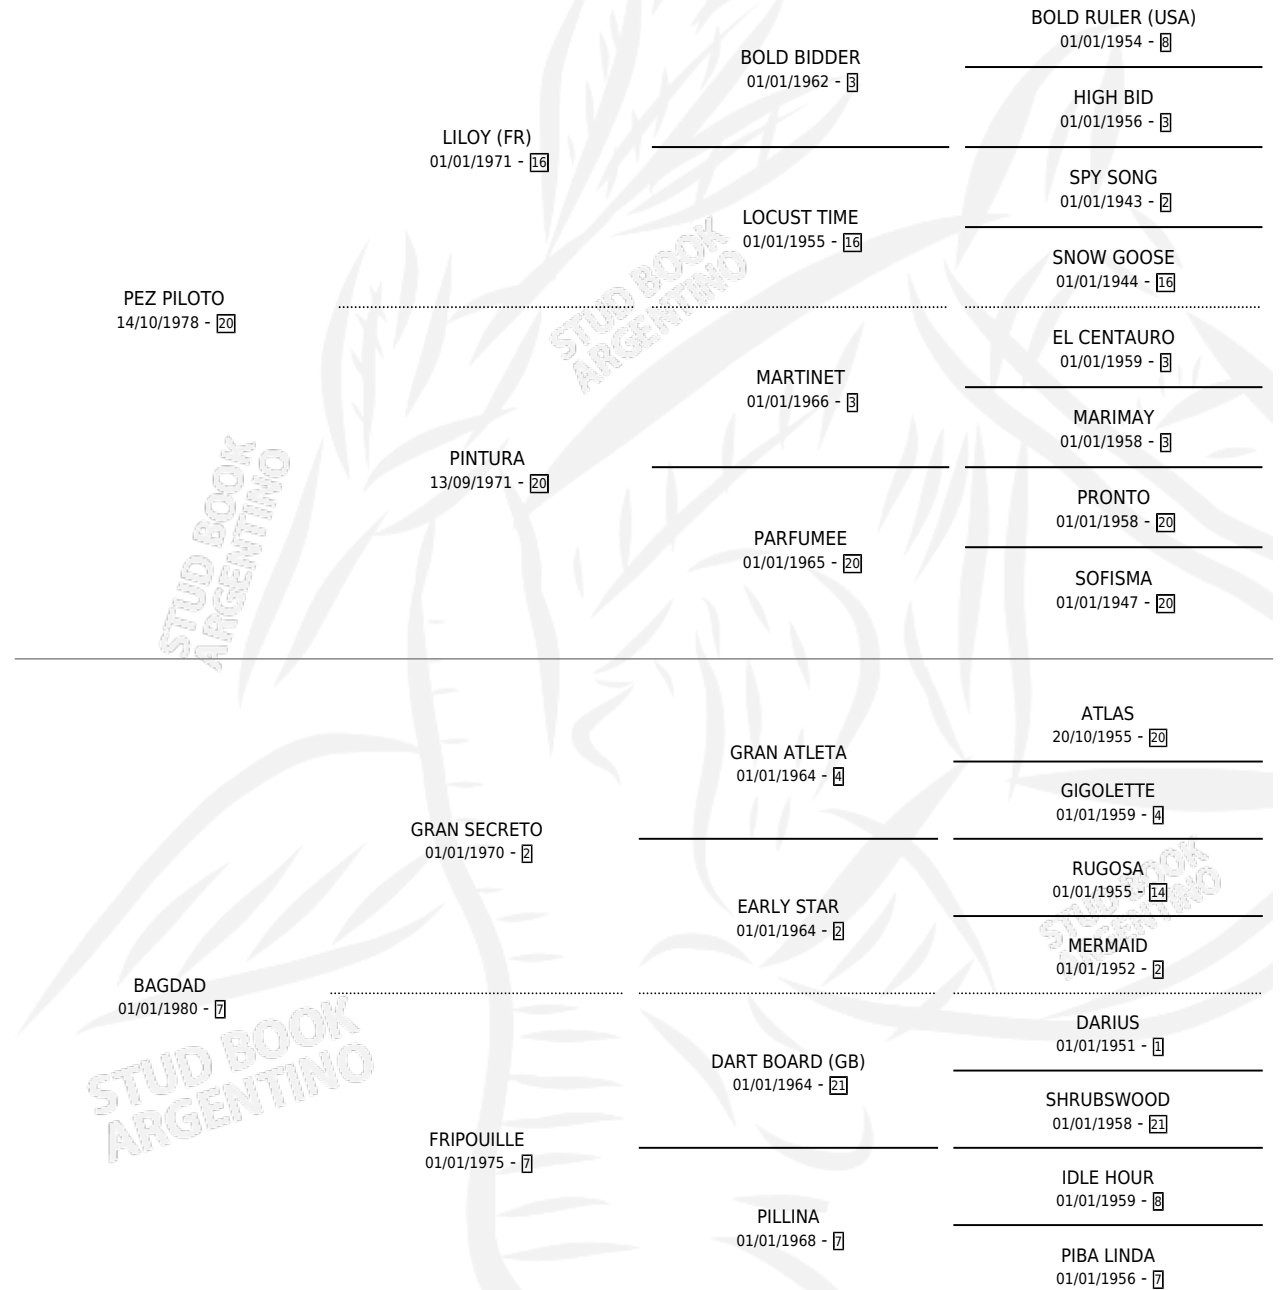 BOLD RULER (USA)
01/01/1954 - 8
BOLD BIDDER
01/01/1962 - 3
HIGH BID
01/01/1956 - 3
LILOY (FR)
01/01/1971 - 16
SPY SONG
01/01/1943 - 2
LOCUST TIME
01/01/1955 - 16
SNOW GOOSE
01/01/1944 - 16
PEZ PILOTO
14/10/1978 - 20
STUD BOOK
ARGENTINO
EL CENTAURO
01/01/1959 - 3
MARTINET
01/01/1966 - 3
MARIMAY
01/01/1958 - 3
PINTURA
13/09/1971 - 20
PRONTO
01/01/1958 - 20
PARFUMEE
01/01/1965 - 20
SOFISMA
01/01/1947 - 20
STUD BOOK
ARGENTINO
ATLAS
20/10/1955 - 20
GRAN ATLETA
01/01/1964 - 4
GIGOLETTE
01/01/1959 - 4
GRAN SECRETO
01/01/1970 - 2
RUGOSA
01/01/1955 - 14
EARLY STAR
01/01/1964 - 2
MERMAID
01/01/1952 - 2
STUD BOOK
ARGENTINO
BAGDAD
01/01/1980 - 7
DARIUS
01/01/1951 - 1
DART BOARD (GB)
01/01/1964 - 21
SHRUBSWOOD
01/01/1958 - 21
STUD BOOK
ARGENTINO
FRIPOUILLE
01/01/1975 - 7
IDLE HOUR
01/01/1959 - 8
PILLINA
01/01/1968 - 7
PIBA LINDA
01/01/1956 - 7